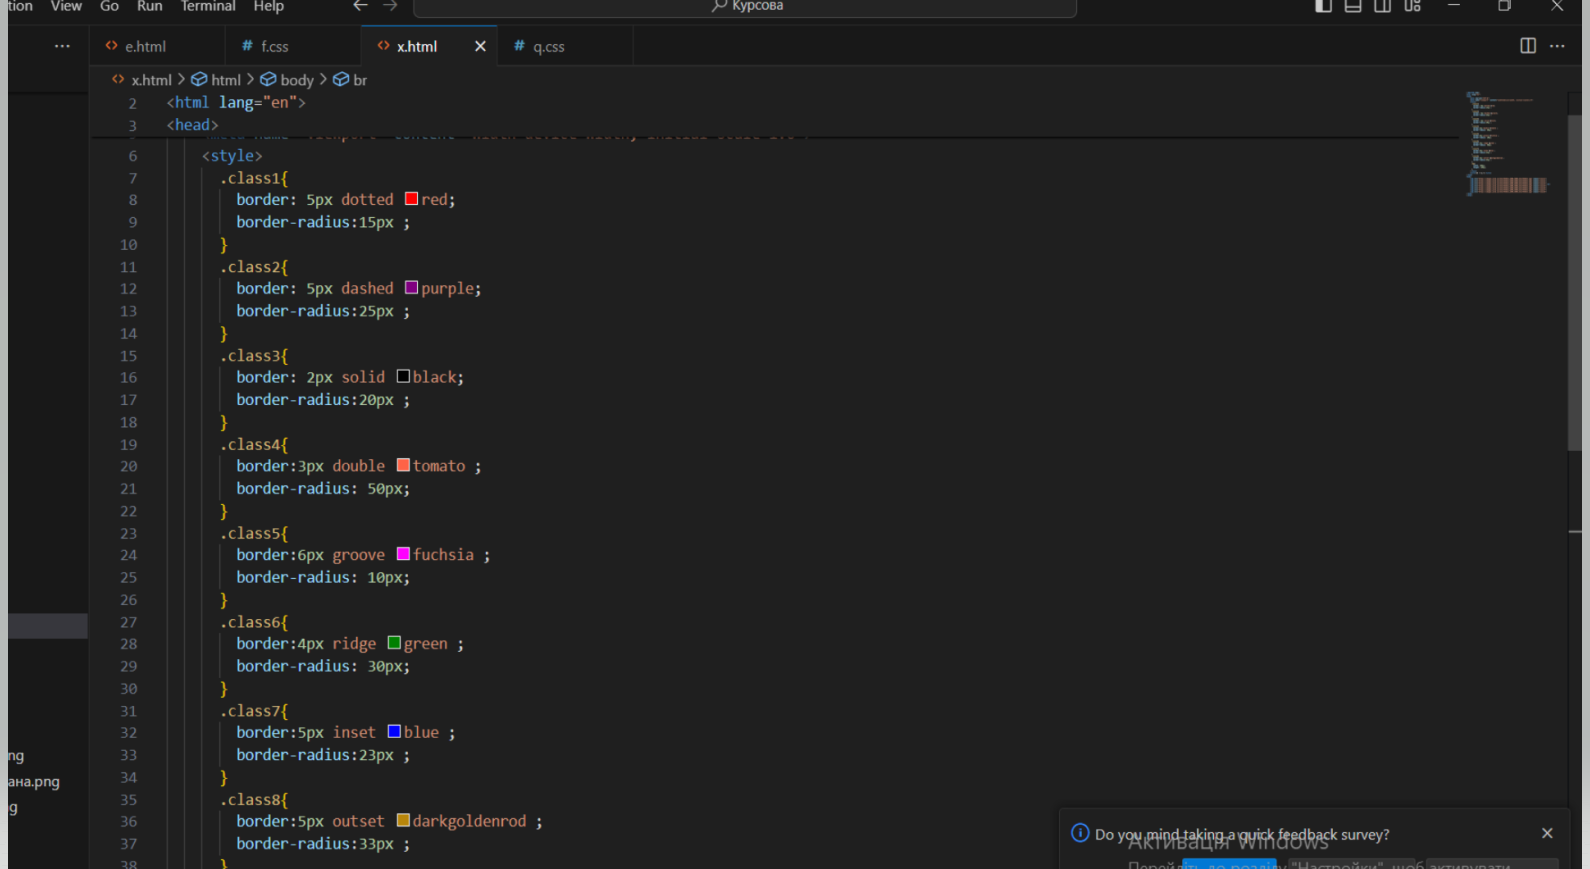 tion View Go Run Terminal Help ← → Курсова
··· <> e.html # f.css <> x.html × # q.css ···
<> x.html > html > body > br
2 <html lang="en">
3 <head>
6 <style>
7 .class1{
8 border: 5px dotted red;
9 border-radius:15px ;
10 }
11 .class2{
12 border: 5px dashed purple;
13 border-radius:25px ;
14 }
15 .class3{
16 border: 2px solid black;
17 border-radius:20px ;
18 }
19 .class4{
20 border:3px double tomato ;
21 border-radius: 50px;
22 }
23 .class5{
24 border:6px groove fuchsia ;
25 border-radius: 10px;
26 }
27 .class6{
28 border:4px ridge green ;
29 border-radius: 30px;
30 }
31 .class7{
32 border:5px inset blue ;
33 border-radius:23px ;
34 }
35 .class8{
36 border:5px outset darkgoldenrod ;
37 border-radius:33px ;
38 }
ng
ана.png
g
Do you mind taking a quick feedback survey?
Активація Windows
Перейдіть до розділу "Настройки", щоб активувати